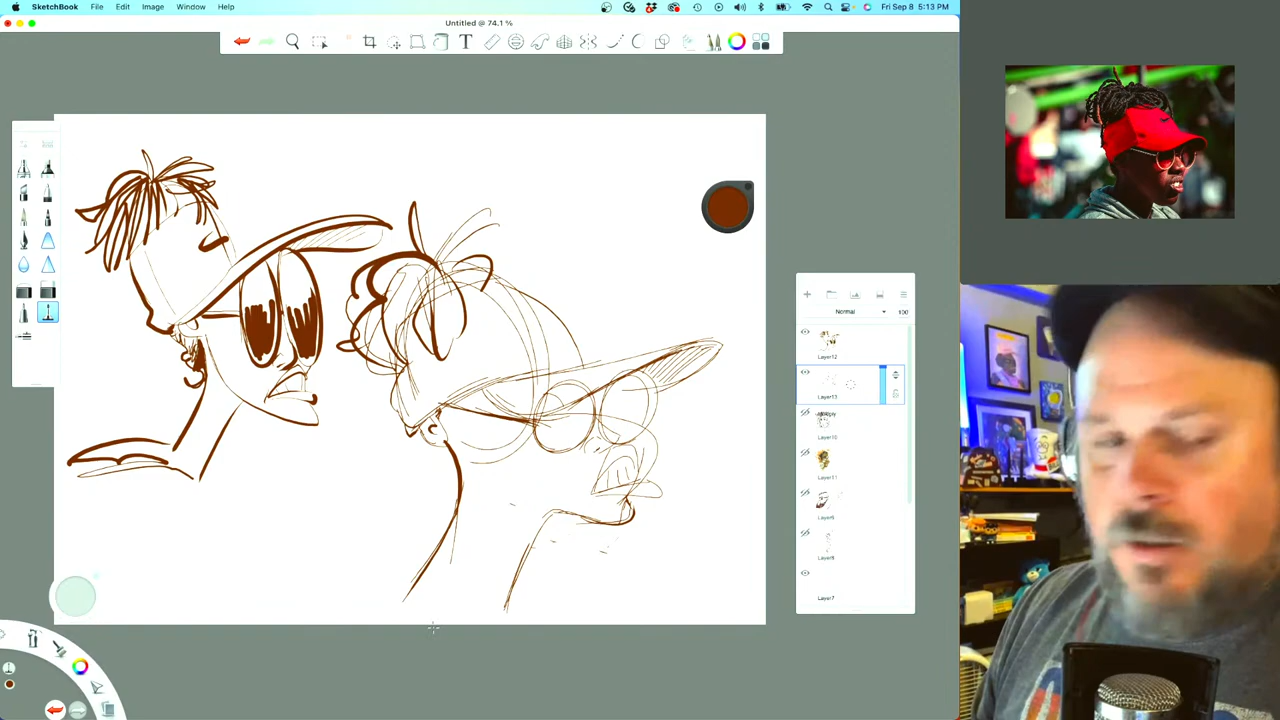 SketchBook File Edit Image Window Help
Fri Sep 8 5:13 PM
Untitled @ 74.1 %
T
Normal 100
Layer12
Layer13
Layer10
Layer11
Layer9
Layer8
Layer7